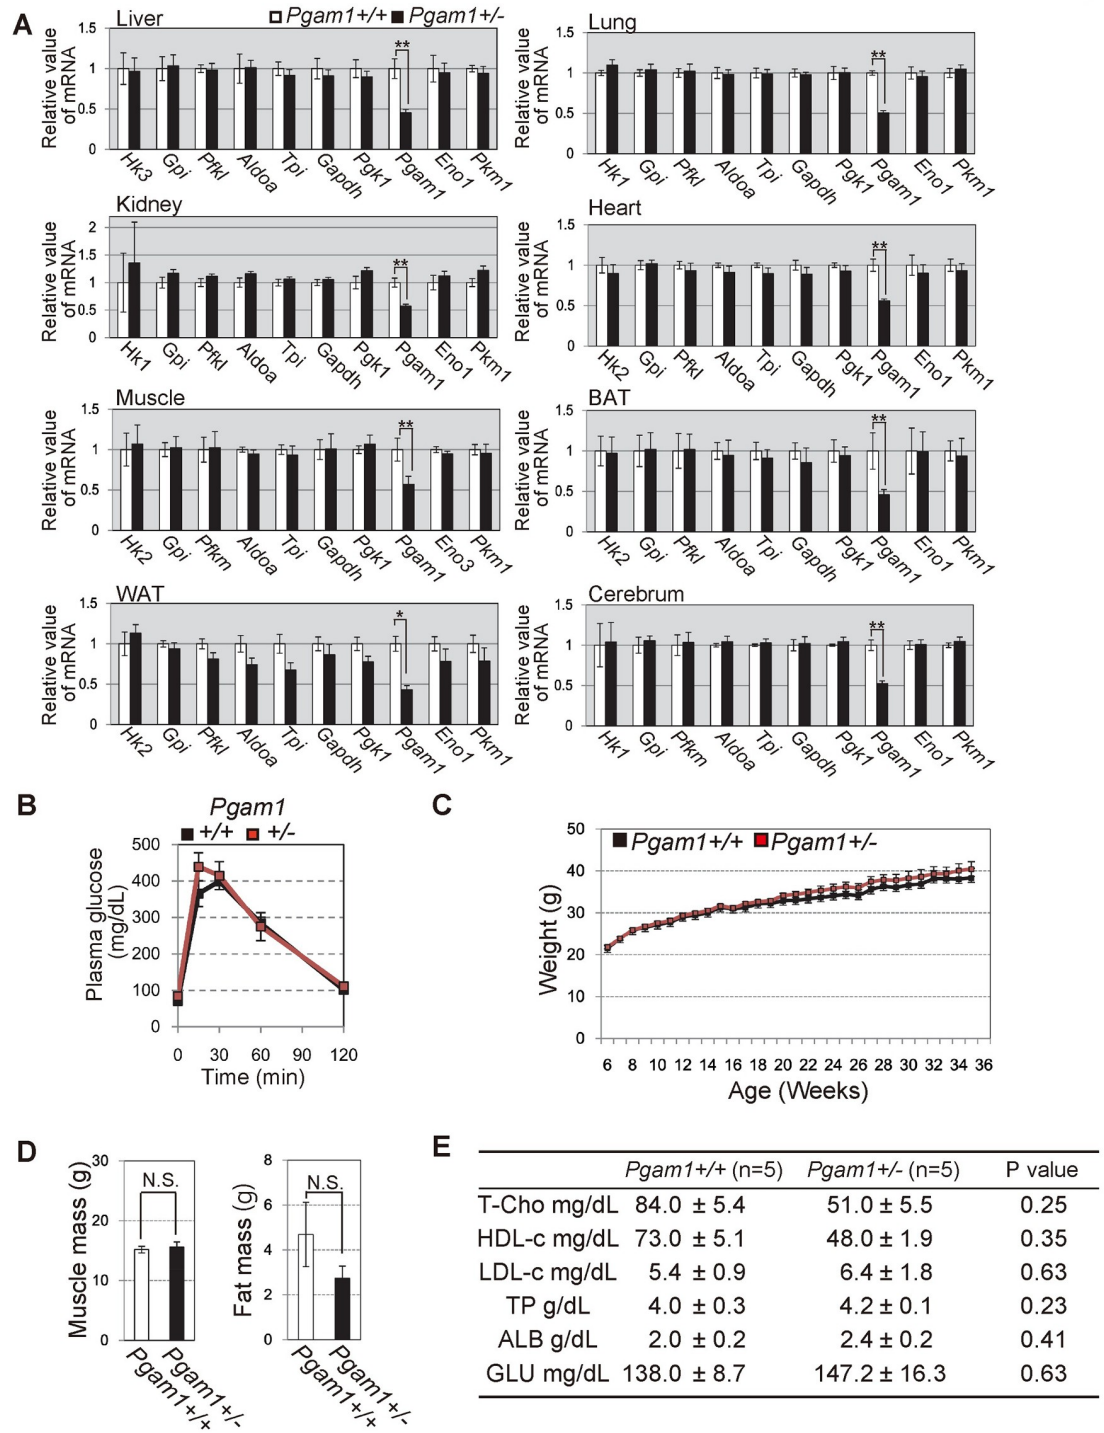 A
Liver
Pgam1+/+ Pgam1+/-
Relative value
of mRNA
1.5
1
0.5
0
**
Hk3 Gpi Pfkl Aldoa Tpi Gapdh Pgk1 Pgam1 Eno1 Pkm1
Lung
Relative value
of mRNA
1.5
1
0.5
0
**
Hk1 Gpi Pfkl Aldoa Tpi Gapdh Pgk1 Pgam1 Eno1 Pkm1
Kidney
Relative value
of mRNA
2
1.5
1
0.5
0
**
Hk1 Gpi Pfkl Aldoa Tpi Gapdh Pgk1 Pgam1 Eno1 Pkm1
Heart
Relative value
of mRNA
1.5
1
0.5
0
**
Hk2 Gpi Pfkl Aldoa Tpi Gapdh Pgk1 Pgam1 Eno1 Pkm1
Muscle
Relative value
of mRNA
1.5
1
0.5
0
**
Hk2 Gpi Pfkm Aldoa Tpi Gapdh Pgk1 Pgam1 Eno3 Pkm1
BAT
Relative value
of mRNA
1.5
1
0.5
0
**
Hk2 Gpi Pfkl Aldoa Tpi Gapdh Pgk1 Pgam1 Eno1 Pkm1
WAT
Relative value
of mRNA
1.5
1
0.5
0
*
Hk2 Gpi Pfkl Aldoa Tpi Gapdh Pgk1 Pgam1 Eno1 Pkm1
Cerebrum
Relative value
of mRNA
1.5
1
0.5
0
**
Hk1 Gpi Pfkm Aldoa Tpi Gapdh Pgk1 Pgam1 Eno1 Pkm1
B
Pgam1
+/+ +/-
Plasma glucose
(mg/dL)
500
400
300
200
100
0
0 30 60 90 120
Time (min)
C
Pgam1+/+ Pgam1+/-
Weight (g)
50
40
30
20
10
0
6 8 10 12 14 16 18 20 22 24 26 28 30 32 34 36
Age (Weeks)
D
Muscle mass (g)
30
20
10
0
N.S.
Pgam1+/+
Pgam1+/-
Fat mass (g)
8
6
4
2
0
N.S.
Pgam1+/+
Pgam1+/-
E
Pgam1+/+ (n=5) Pgam1+/- (n=5) P value
T-Cho mg/dL 84.0 ± 5.4 51.0 ± 5.5 0.25
HDL-c mg/dL 73.0 ± 5.1 48.0 ± 1.9 0.35
LDL-c mg/dL 5.4 ± 0.9 6.4 ± 1.8 0.63
TP g/dL 4.0 ± 0.3 4.2 ± 0.1 0.23
ALB g/dL 2.0 ± 0.2 2.4 ± 0.2 0.41
GLU mg/dL 138.0 ± 8.7 147.2 ± 16.3 0.63